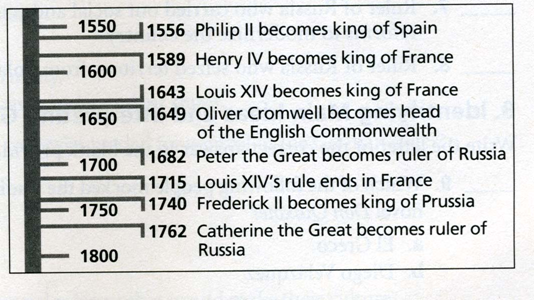 1550
1556 Philip II becomes king of Spain
1589 Henry IV becomes king of France
1600
1643 Louis XIV becomes king of France
1649 Oliver Cromwell becomes head
of the English Commonwealth
1650
1682 Peter the Great becomes ruler of Russia
1700
1715 Louis XIV's rule ends in France
1740 Frederick II becomes king of Prussia
1750
1762 Catherine the Great becomes ruler of
Russia
1800